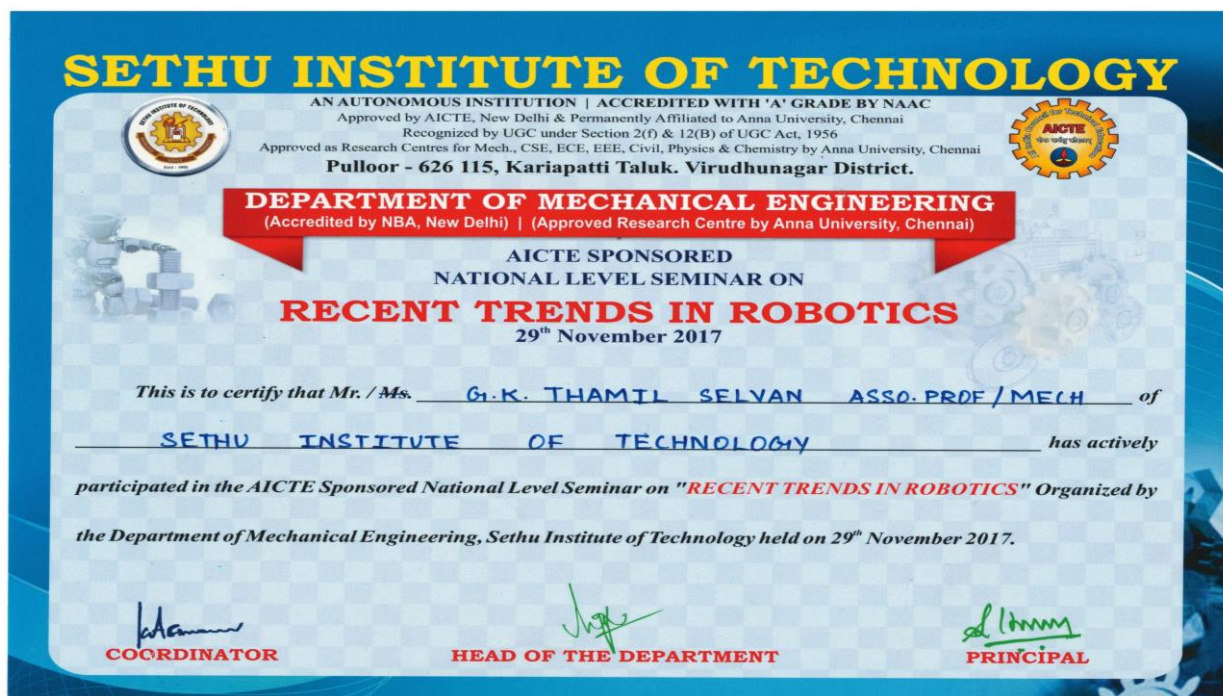 SETHU INSTITUTE OF TECHNOLOGY
AN AUTONOMOUS INSTITUTION | ACCREDITED WITH 'A' GRADE BY NAAC
Approved by AICTE, New Delhi & Permanently Affiliated to Anna University, Chennai
Recognized by UGC under Section 2(f) & 12(B) of UGC Act, 1956
Approved as Research Centres for Mech., CSE, ECE, EEE, Civil, Physics & Chemistry by Anna University, Chennai
Pulloor - 626 115, Kariapatti Taluk. Virudhunagar District.
SETHU INSTITUTE OF TECHNOLOGY
AICTE
DEPARTMENT OF MECHANICAL ENGINEERING
(Accredited by NBA, New Delhi) | (Approved Research Centre by Anna University, Chennai)
AICTE SPONSORED
NATIONAL LEVEL SEMINAR ON
RECENT TRENDS IN ROBOTICS
29th November 2017
This is to certify that Mr. / Ms. G.K. THAMIL SELVAN ASSO. PROF / MECH of
SETHU INSTITUTE OF TECHNOLOGY has actively
participated in the AICTE Sponsored National Level Seminar on "RECENT TRENDS IN ROBOTICS" Organized by
the Department of Mechanical Engineering, Sethu Institute of Technology held on 29th November 2017.
COORDINATOR
HEAD OF THE DEPARTMENT
PRINCIPAL